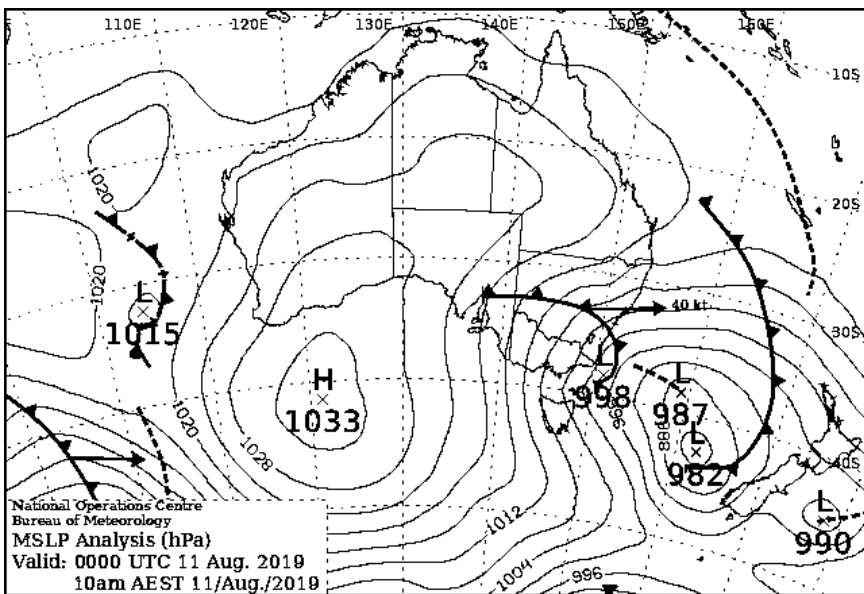 110E 120E 130E 140E 150E 160E
10S
1020
20S
1020
L
1015
40 kt
30S
L
998
L
987
H
1033
996
988
1020
L
982
40S
1028
L
990
1012
1004
996
National Operations Centre
Bureau of Meteorology
MSLP Analysis (hPa)
Valid: 0000 UTC 11 Aug. 2019
10am AEST 11/Aug./2019